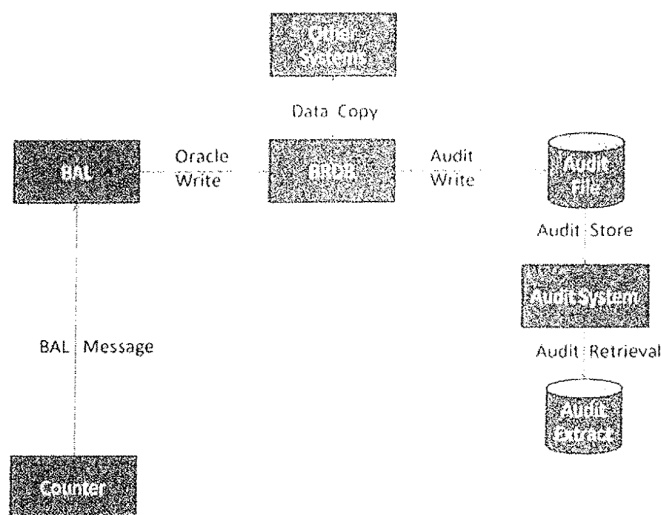 Other
Systems
Data Copy
BAL
Oracle
Write
BRDB
Audit
Write
Audit
File
Audit Store
Audit System
BAL Message
Audit Retrieval
Audit
Extract
Counter